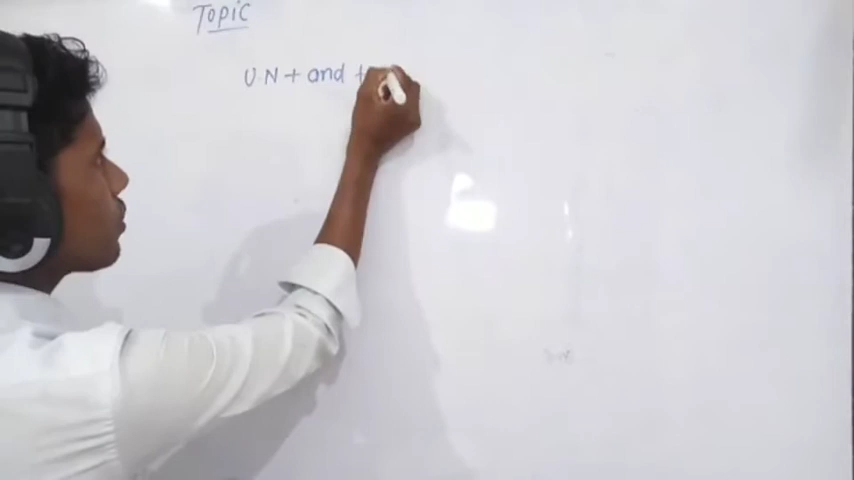 Topic
U.N + and +